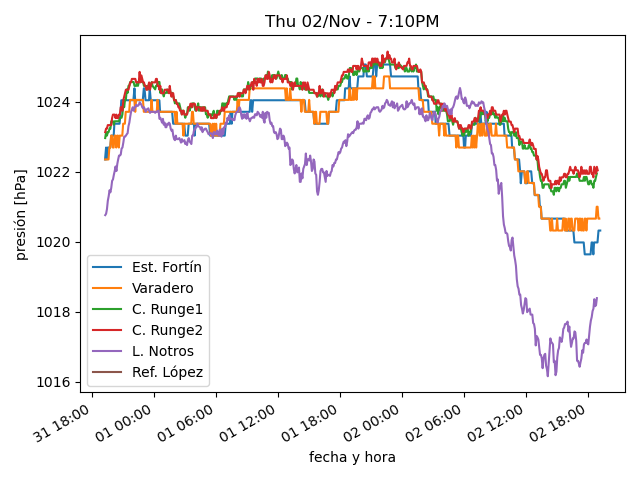 Thu 02/Nov - 7:10PM
presión [hPa]
1024
1022
1020
1018
1016
Est. Fortín
Varadero
C. Runge1
C. Runge2
L. Notros
Ref. López
31 18:00
01 00:00
01 06:00
01 12:00
01 18:00
02 00:00
02 06:00
02 12:00
02 18:00
fecha y hora